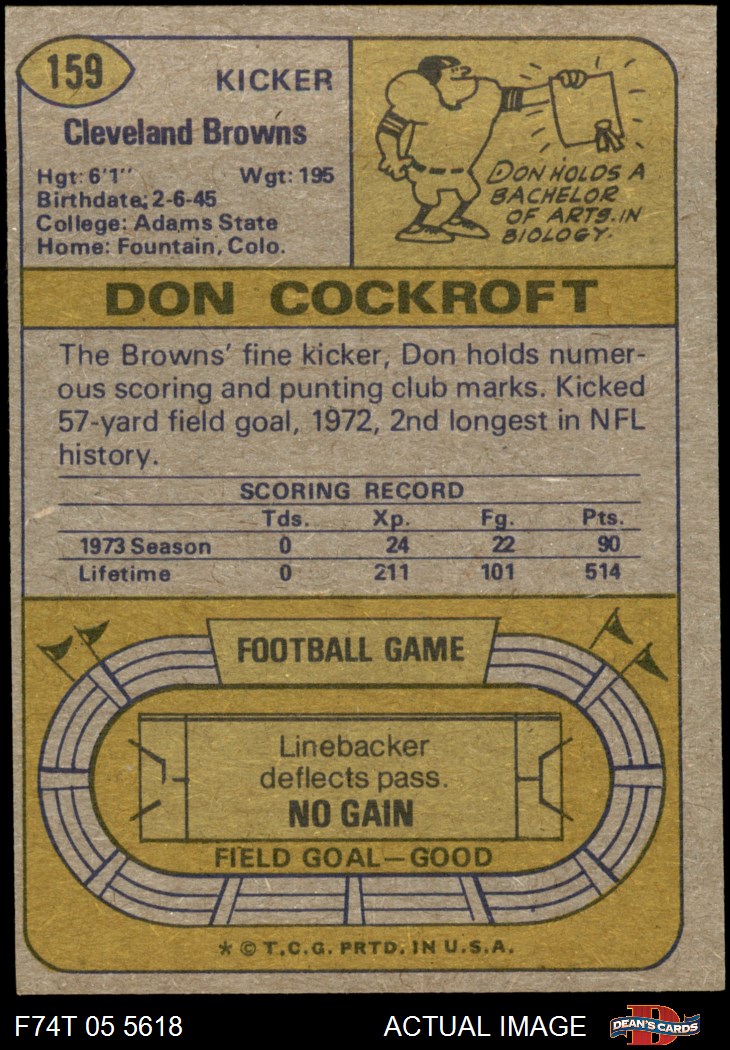 159
KICKER
Cleveland Browns
Hgt: 6'1" Wgt: 195
Birthdate: 2-6-45
College: Adams State
Home: Fountain, Colo.
DON HOLDS A
BACHELOR
OF ARTS IN
BIOLOGY.
DON COCKROFT
The Browns' fine kicker, Don holds numer-
ous scoring and punting club marks. Kicked
57-yard field goal, 1972, 2nd longest in NFL
history.
SCORING RECORD
Tds. Xp. Fg. Pts.
1973 Season 0 24 22 90
Lifetime 0 211 101 514
FOOTBALL GAME
Linebacker
deflects pass.
NO GAIN
FIELD GOAL—GOOD
* © T.C.G. PRTD. IN U.S.A.
F74T 05 5618 ACTUAL IMAGE
D
DEAN'S CARDS